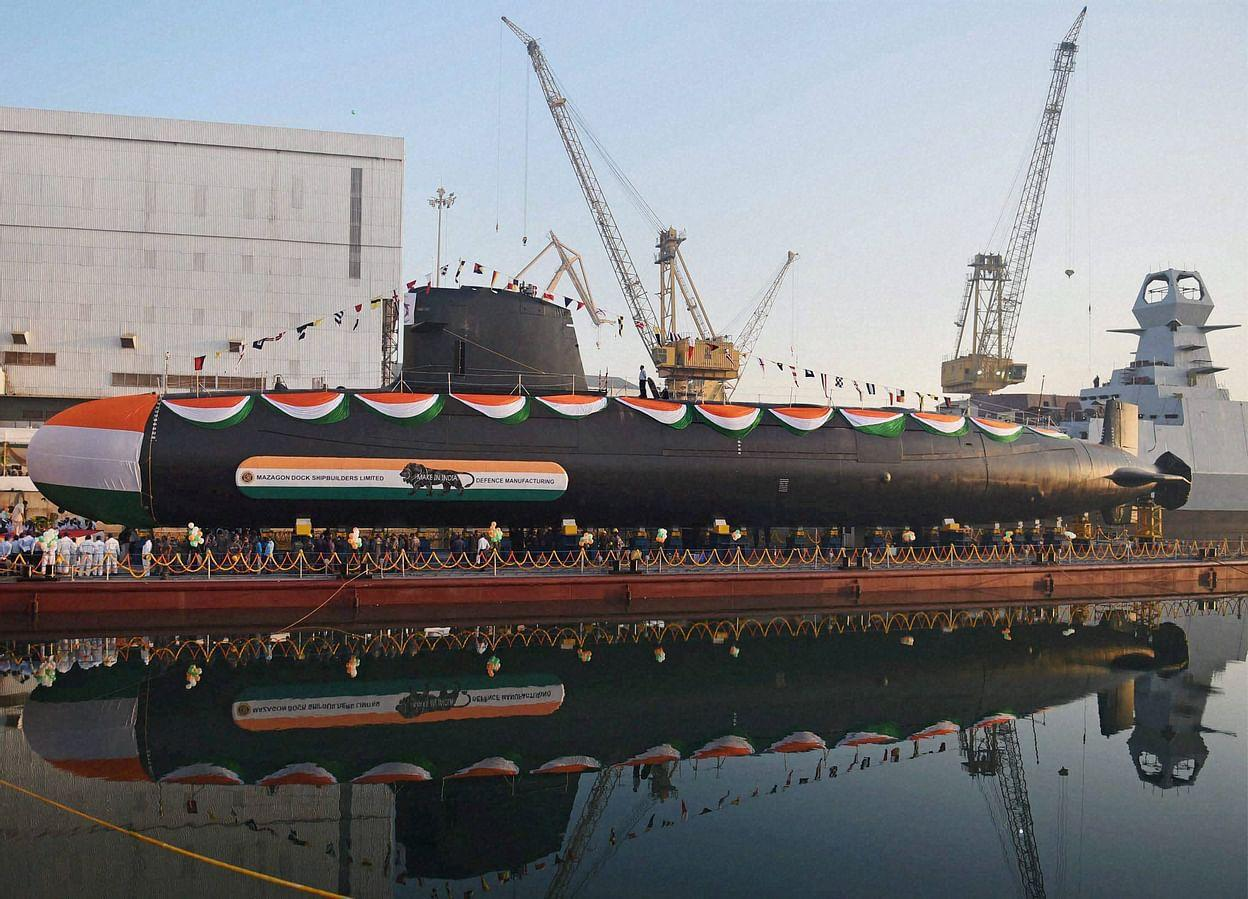 MAZAGON DOCK SHIPBUILDERS LIMITED
MAKE IN INDIA
DEFENCE MANUFACTURING